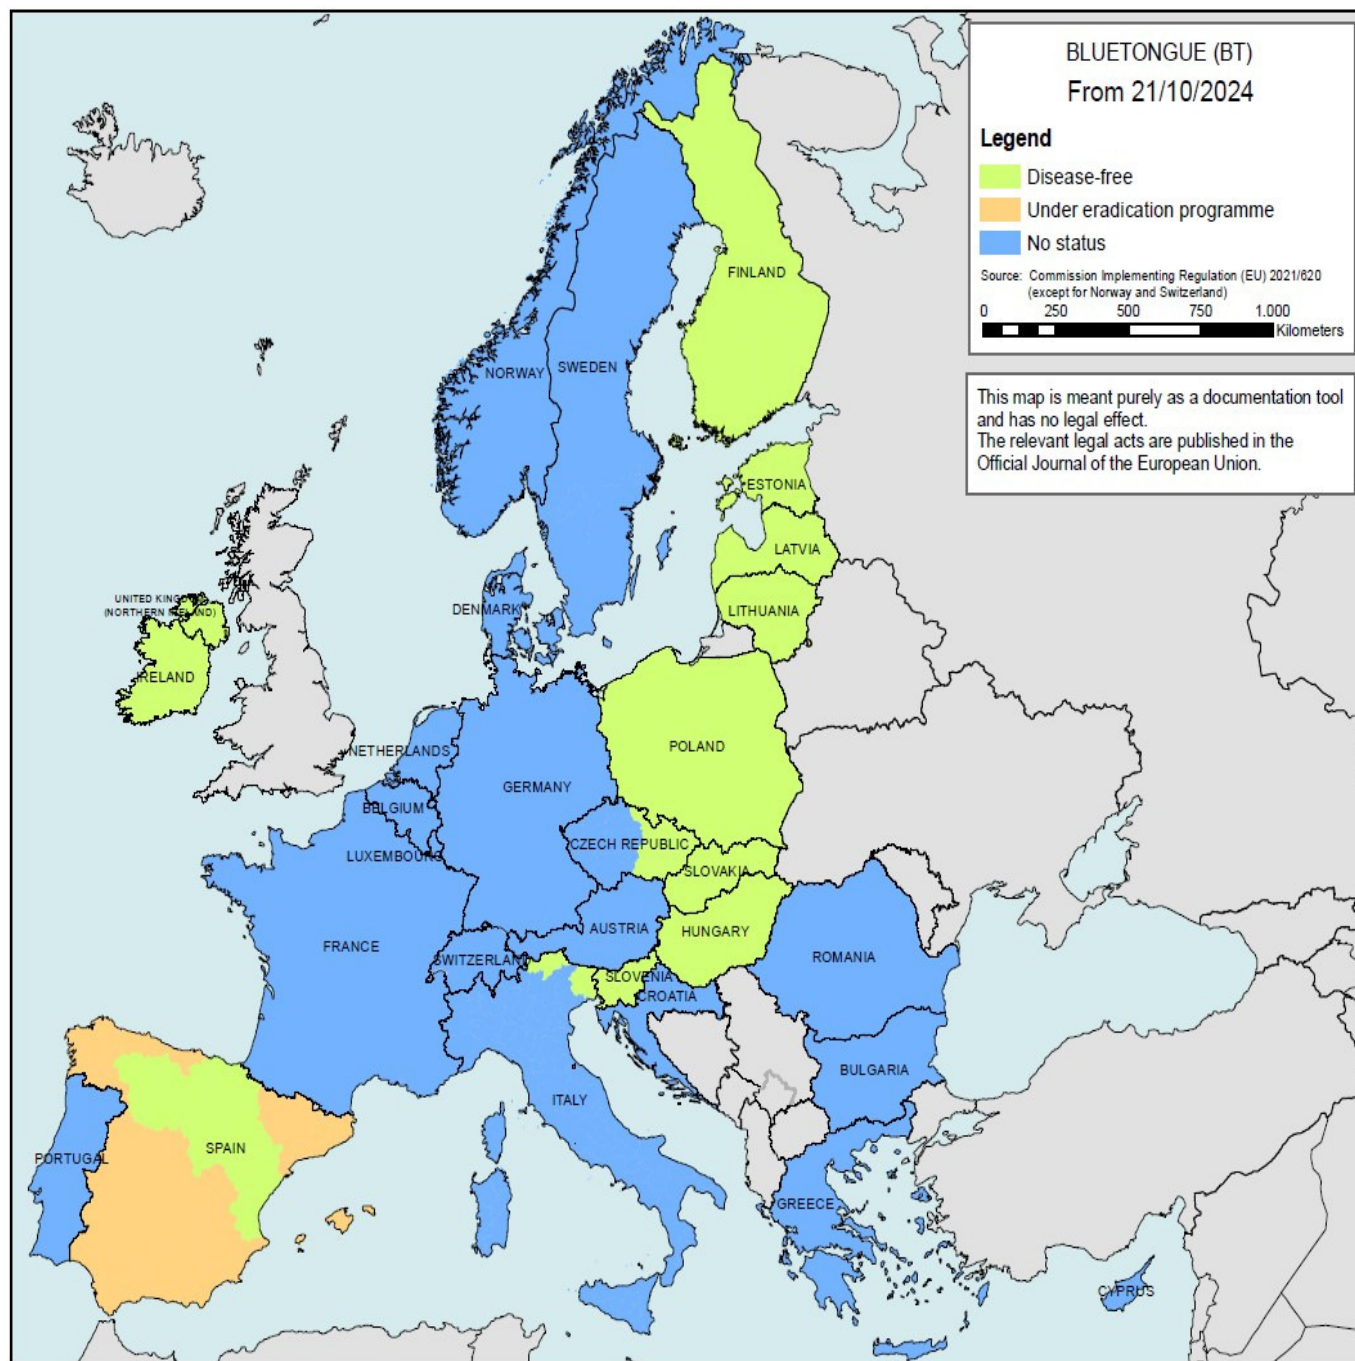 BLUETONGUE (BT)
From 21/10/2024
Legend
Disease-free
Under eradication programme
No status
Source: Commission Implementing Regulation (EU) 2021/620
(except for Norway and Switzerland)
0 250 500 750 1.000
Kilometers
This map is meant purely as a documentation tool
and has no legal effect.
The relevant legal acts are published in the
Official Journal of the European Union.
FINLAND
NORWAY
SWEDEN
ESTONIA
LATVIA
LITHUANIA
DENMARK
UNITED KINGDOM
(NORTHERN IRELAND)
IRELAND
NETHERLANDS
POLAND
GERMANY
BELGIUM
CZECH REPUBLIC
LUXEMBOURG
SLOVAKIA
AUSTRIA
HUNGARY
FRANCE
SWITZERLAND
ROMANIA
SLOVENIA
CROATIA
BULGARIA
ITALY
SPAIN
PORTUGAL
GREECE
CYPRUS